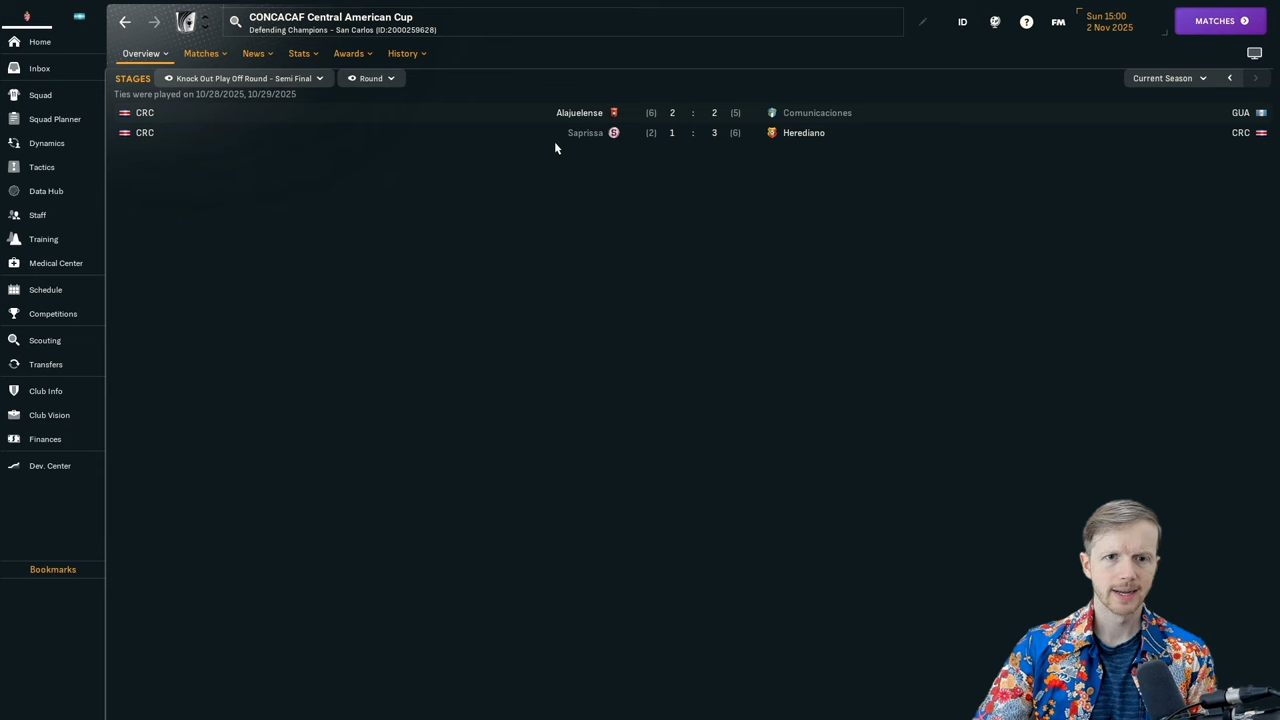 CONCACAF Central American Cup
Defending Champions - San Carlos (ID:2000259628)
ID
?
FM
Sun 15:00
2 Nov 2025
MATCHES
Overview
Matches
News
Stats
Awards
History
STAGES
Knock Out Play Off Round - Semi Final
Round
Current Season
Ties were played on 10/28/2025, 10/29/2025
CRC Alajuelense (6) 2 : 2 (5) Comunicaciones GUA
CRC Saprissa S (2) 1 : 3 (6) Herediano CRC
Home
Inbox
Squad
Squad Planner
Dynamics
Tactics
Data Hub
Staff
Training
Medical Center
Schedule
Competitions
Scouting
Transfers
Club Info
Club Vision
Finances
Dev. Center
Bookmarks